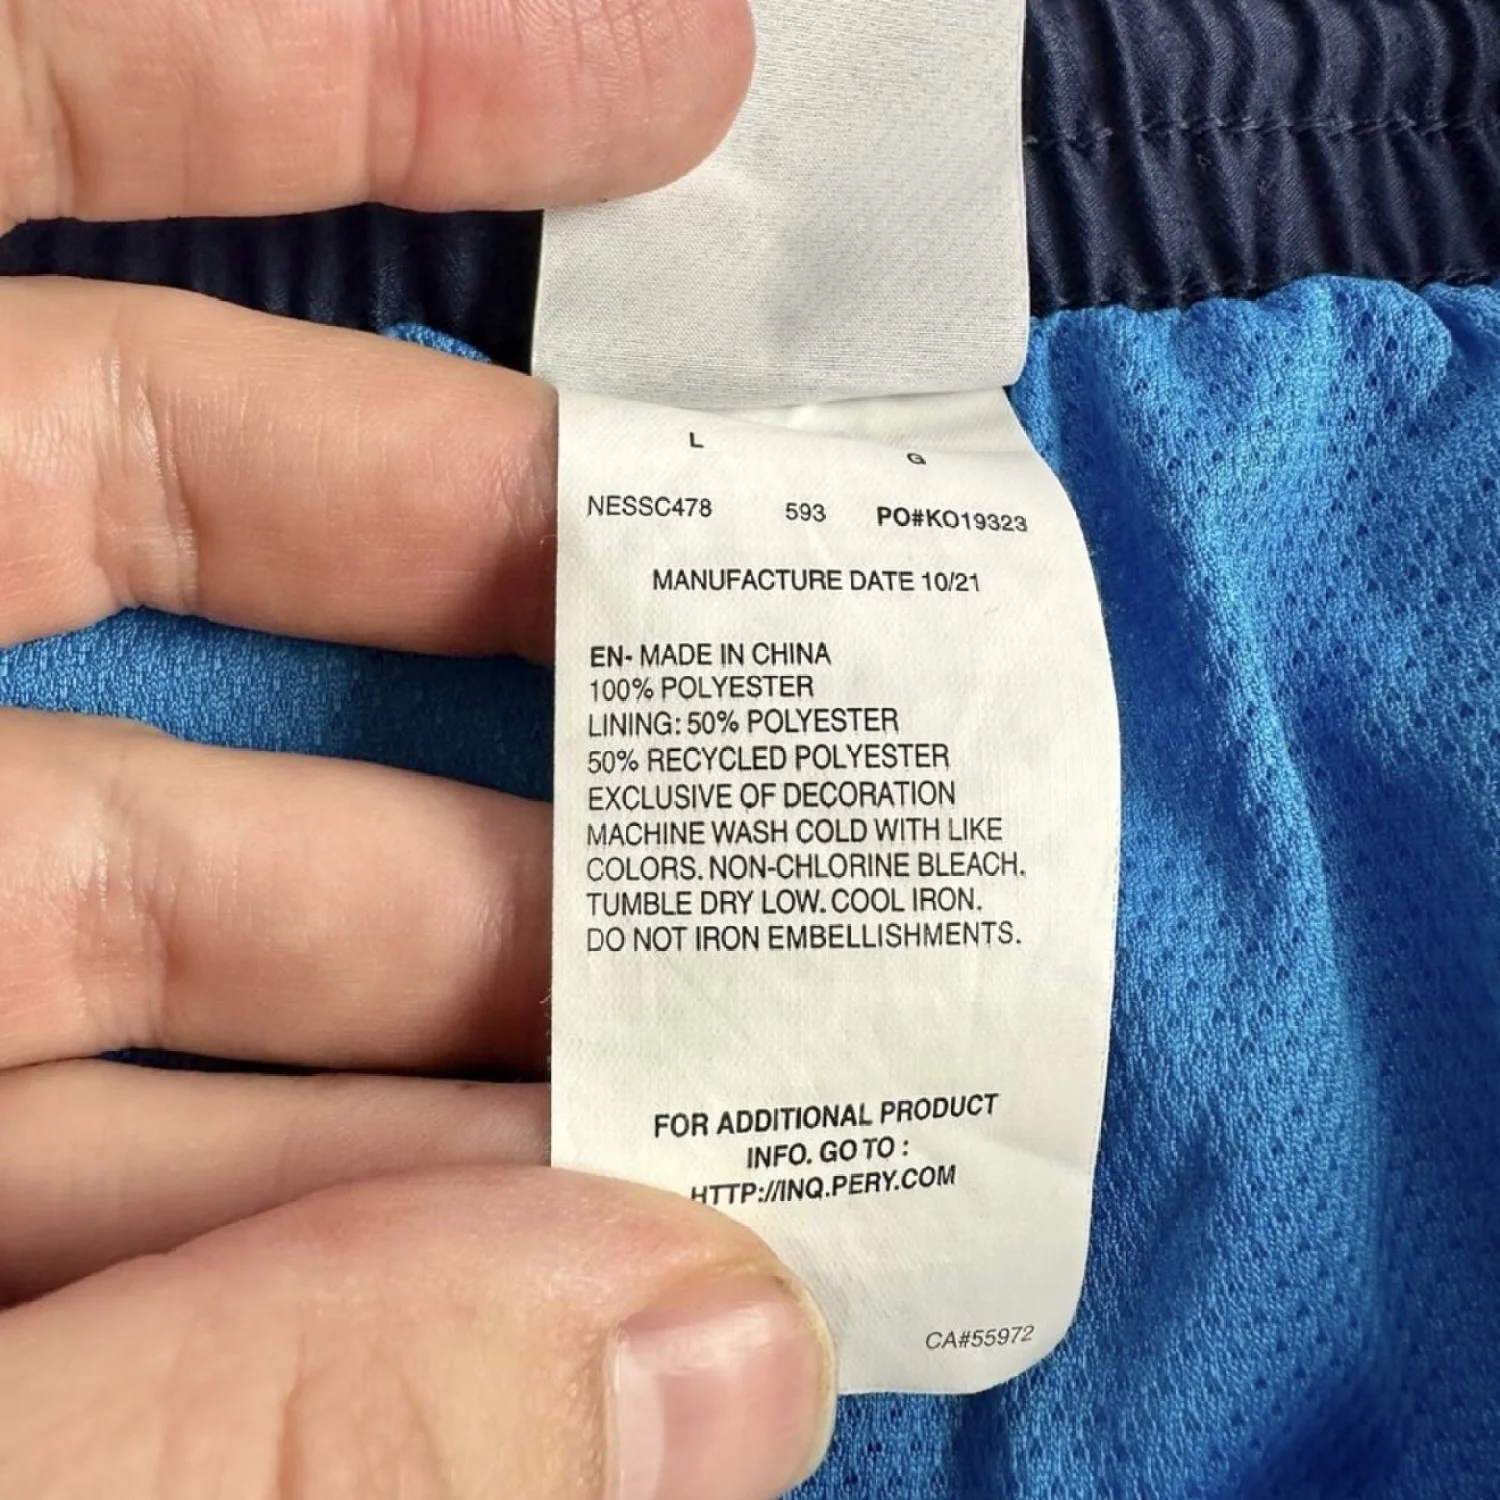 L G
NESSC478 593 PO#KO19323
MANUFACTURE DATE 10/21
EN- MADE IN CHINA
100% POLYESTER
LINING: 50% POLYESTER
50% RECYCLED POLYESTER
EXCLUSIVE OF DECORATION
MACHINE WASH COLD WITH LIKE
COLORS. NON-CHLORINE BLEACH.
TUMBLE DRY LOW. COOL IRON.
DO NOT IRON EMBELLISHMENTS.
FOR ADDITIONAL PRODUCT
INFO. GO TO :
HTTP://INQ.PERY.COM
CA#55972